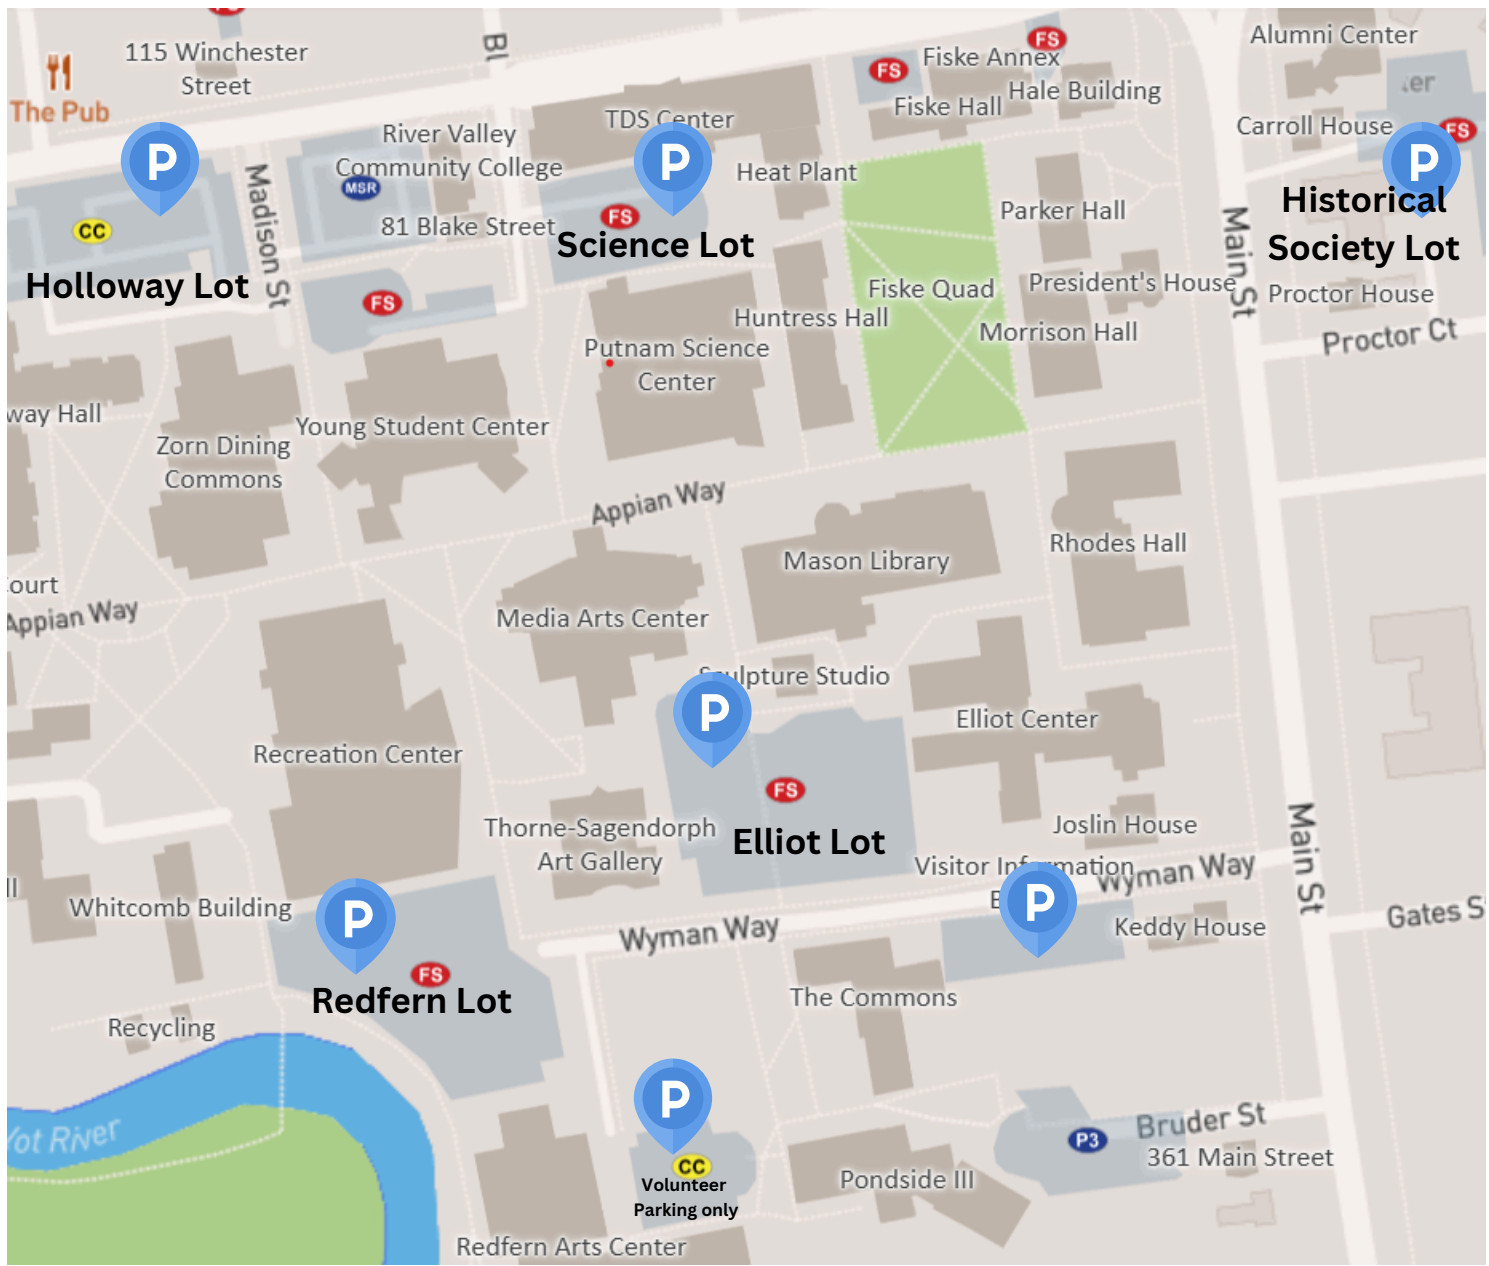 FS
115 Winchester
Street
The Pub
Bl
FS
Fiske Annex
FS
Fiske Hall
Hale Building
Alumni Center
Carroll House
FS
P
Historical
Society Lot
Proctor House
Proctor Ct
P
CC
Holloway Lot
Madison St
River Valley
Community College
MSR
81 Blake Street
FS
TDS Center
P
FS
Science Lot
Heat Plant
Parker Hall
Fiske Quad
President's House
Main St
Huntress Hall
Morrison Hall
Putnam Science
Center
way Hall
Zorn Dining
Commons
Young Student Center
Appian Way
Mason Library
Rhodes Hall
Appian Way
Media Arts Center
Sculpture Studio
P
Elliot Center
Recreation Center
FS
Elliot Lot
Thorne-Sagendorph
Art Gallery
Joslin House
Visitor Information
P
Wyman Way
Main St
Keddy House
Gates S
Whitcomb Building
P
FS
Redfern Lot
Wyman Way
The Commons
Recycling
P
CC
Volunteer
Parking only
P3
Bruder St
361 Main Street
Pondside III
River
Redfern Arts Center